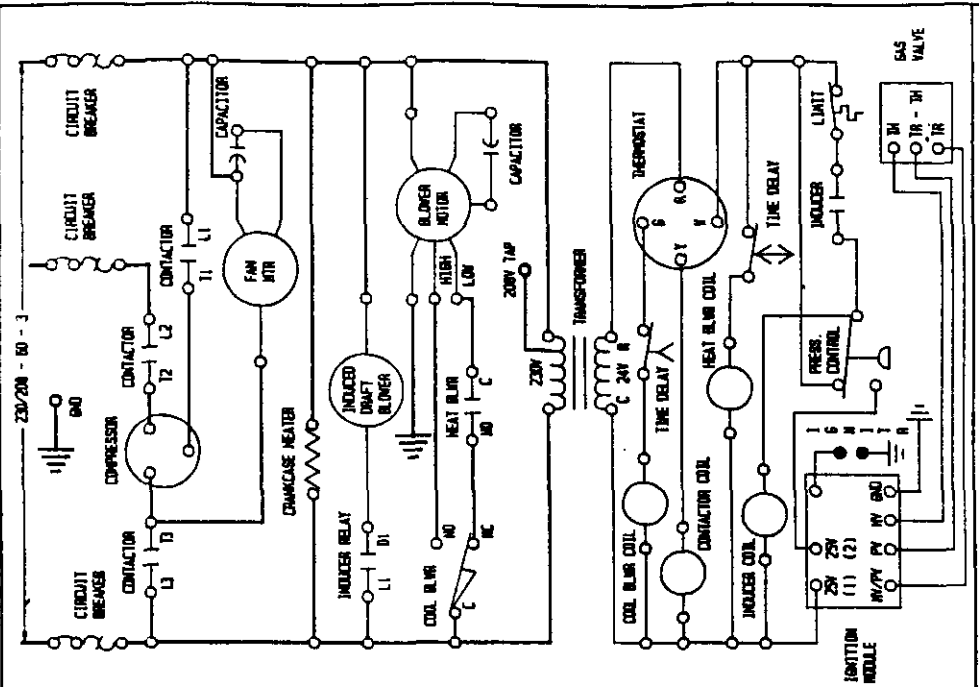 230/208 - 60 - 3
CIRCUIT
BREAKER
CIRCUIT
BREAKER
CIRCUIT
BREAKER
GND
COMPRESSOR
CONTACTOR
L3
T3
CONTACTOR
T2
L2
CONTACTOR
T1
L1
CAPACITOR
FAN
MTR
CRANKCASE HEATER
INDUCER RELAY
L1
D1
INDUCED
DRAFT
BLOWER
COOL BLWR
C
NO
NC
HEAT BLWR
NO
C
HIGH
LOW
BLOWER
MOTOR
CAPACITOR
208V TAP
230V
TRANSFORMER
C
24V
R
THERMOSTAT
G
R
Y
W
COOL BLWR COIL
TIME DELAY
CONTACTOR COIL
HEAT BLWR COIL
TIME DELAY
INDUCER COIL
PRESS.
CONTROL
INDUCER
LIMIT
IGNITION
MODULE
25V
(1)
25V
(2)
MV/PV
PV
MV
GND
I
G
N
I
T
R
GAS
VALVE
TH
TR - TH
TR